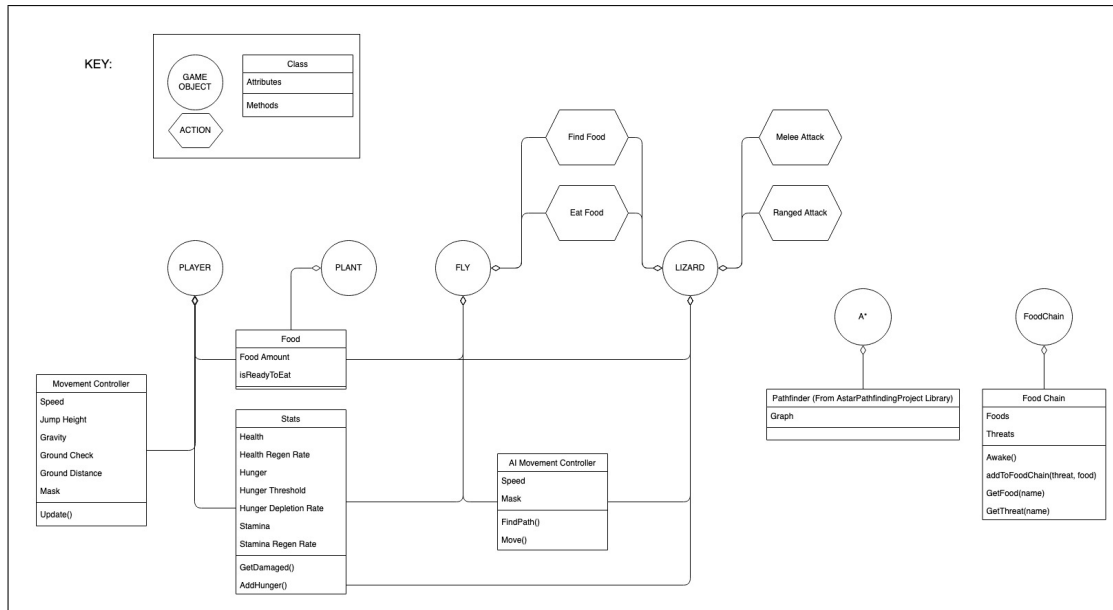 KEY:
GAME
OBJECT
ACTION
Class
Attributes
Methods
Find Food
Eat Food
Melee Attack
Ranged Attack
PLAYER
PLANT
FLY
LIZARD
A*
FoodChain
Food
Food Amount
isReadyToEat
Movement Controller
Speed
Jump Height
Gravity
Ground Check
Ground Distance
Mask
Update()
Stats
Health
Health Regen Rate
Hunger
Hunger Threshold
Hunger Depletion Rate
Stamina
Stamina Regen Rate
GetDamaged()
AddHunger()
AI Movement Controller
Speed
Mask
FindPath()
Move()
Pathfinder (From AstarPathfindingProject Library)
Graph
Food Chain
Foods
Threats
Awake()
addToFoodChain(threat, food)
GetFood(name)
GetThreat(name)